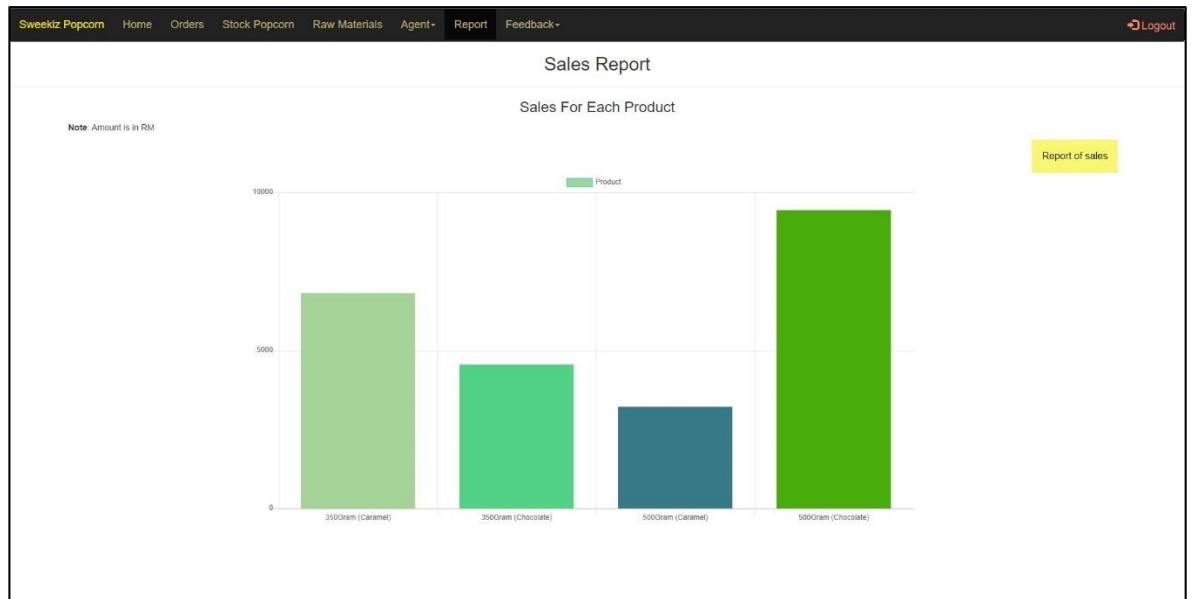 Sweekiz Popcorn Home Orders Stock Popcorn Raw Materials Agent Report Feedback Logout
Sales Report
Sales For Each Product
Note: Amount is in RM
Report of sales
Product
10000
5000
0
350Gram (Caramel) 350Gram (Chocolate) 500Gram (Caramel) 500Gram (Chocolate)